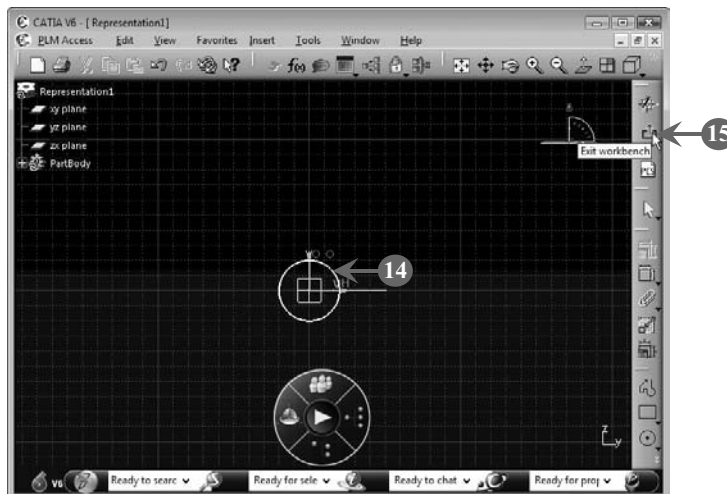 CATIA V6 - [ Representation1]
PLM Access Edit View Favorites Insert Tools Window Help
Representation1
xy plane
yz plane
zx plane
PartBody
Exit workbench
15
14
V
H
z
y
V6
Ready to searc
Ready for sele
Ready to chat
Ready for prop